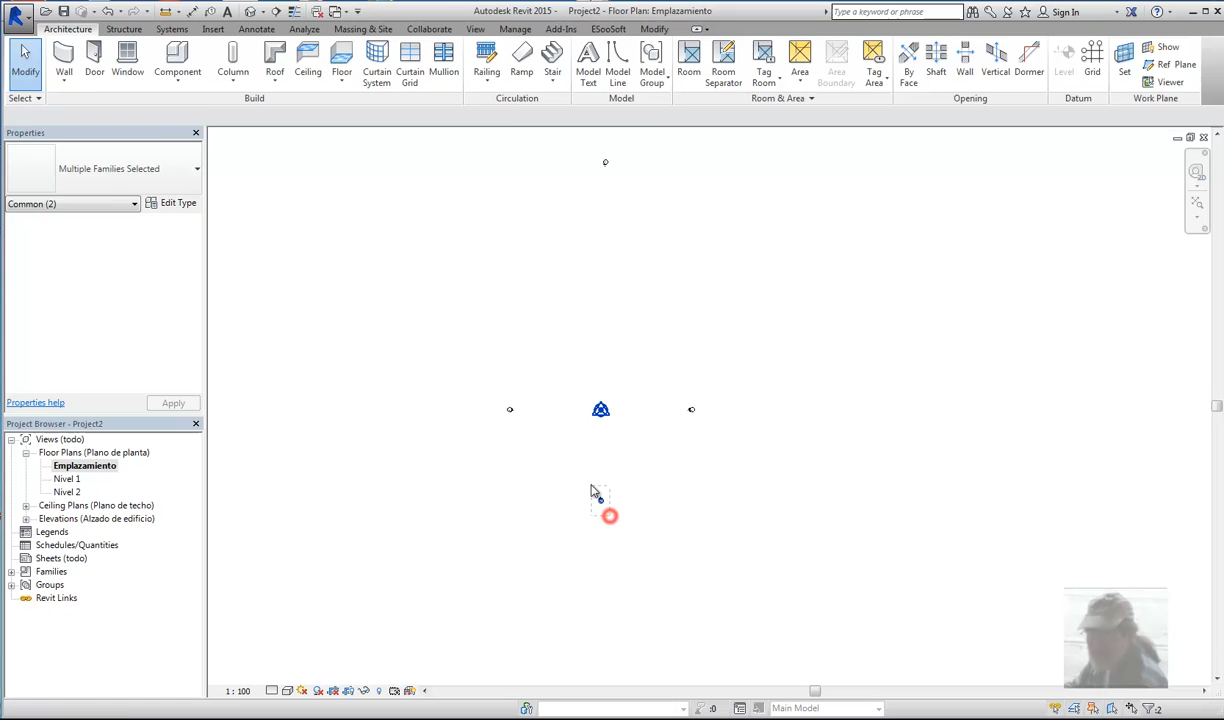 Autodesk Revit 2015 - Project2 - Floor Plan: Emplazamiento
Type a keyword or phrase
Sign In
Architecture Structure Systems Insert Annotate Analyze Massing & Site Collaborate View Manage Add-Ins ESooSoft Modify
Modify Wall Door Window Component Column Roof Ceiling Floor Curtain System Curtain Grid Mullion Railing Ramp Stair Model Text Model Line Model Group Room Room Separator Tag Room Area Area Boundary Tag Area By Face Shaft Wall Vertical Dormer Level Grid Set Show Ref Plane Viewer
Select Build Circulation Model Room & Area Opening Datum Work Plane
Properties
Multiple Families Selected
Common (2) Edit Type
Properties help Apply
Project Browser - Project2
Views (todo)
Floor Plans (Plano de planta)
Emplazamiento
Nivel 1
Nivel 2
Ceiling Plans (Plano de techo)
Elevations (Alzado de edificio)
Legends
Schedules/Quantities
Sheets (todo)
Families
Groups
Revit Links
2D
1 : 100
:0
Main Model
:2